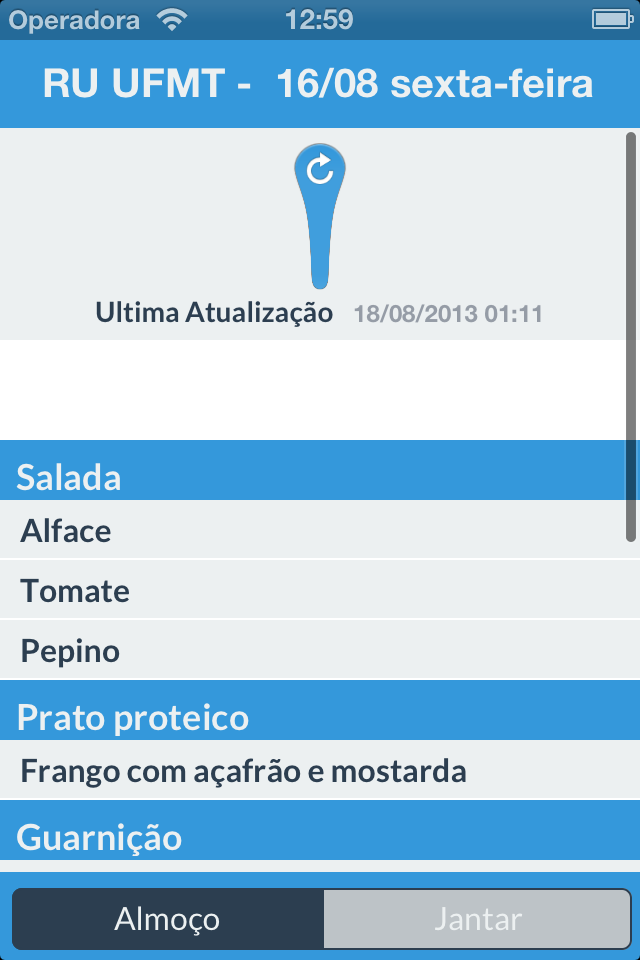 Operadora 12:59
RU UFMT - 16/08 sexta-feira
Ultima Atualização 18/08/2013 01:11
Salada
Alface
Tomate
Pepino
Prato proteico
Frango com açafrão e mostarda
Guarnição
Almoço Jantar